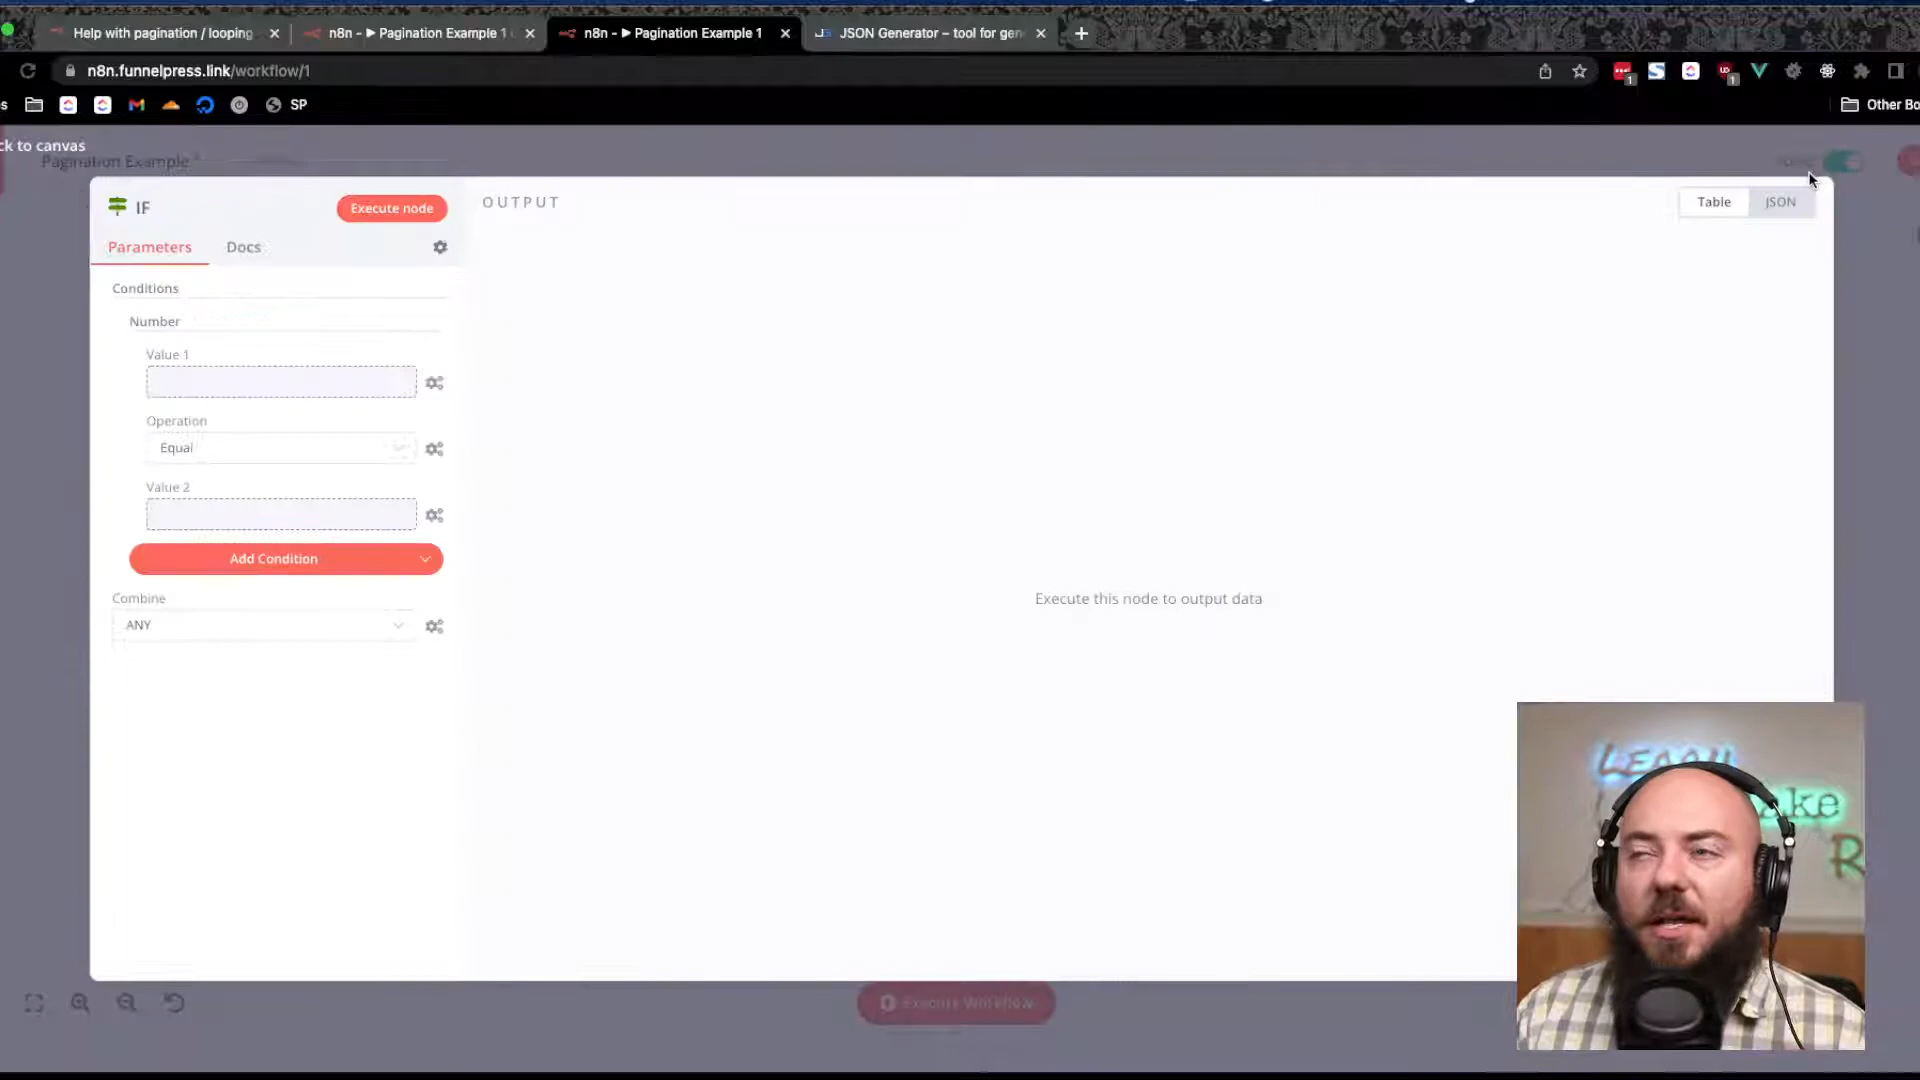 Help with pagination / looping
n8n - ▶ Pagination Example 1
n8n - ▶ Pagination Example 1
JSON Generator – tool for gen
n8n.funnelpress.link/workflow/1
SP
Other Bo
ck to canvas
Pagination Example
IF
Execute node
OUTPUT
Table
JSON
Parameters
Docs
Conditions
Number
Value 1
Operation
Equal
Value 2
Add Condition
Combine
ANY
Execute this node to output data
Execute Workflow
LEARN
ake
R